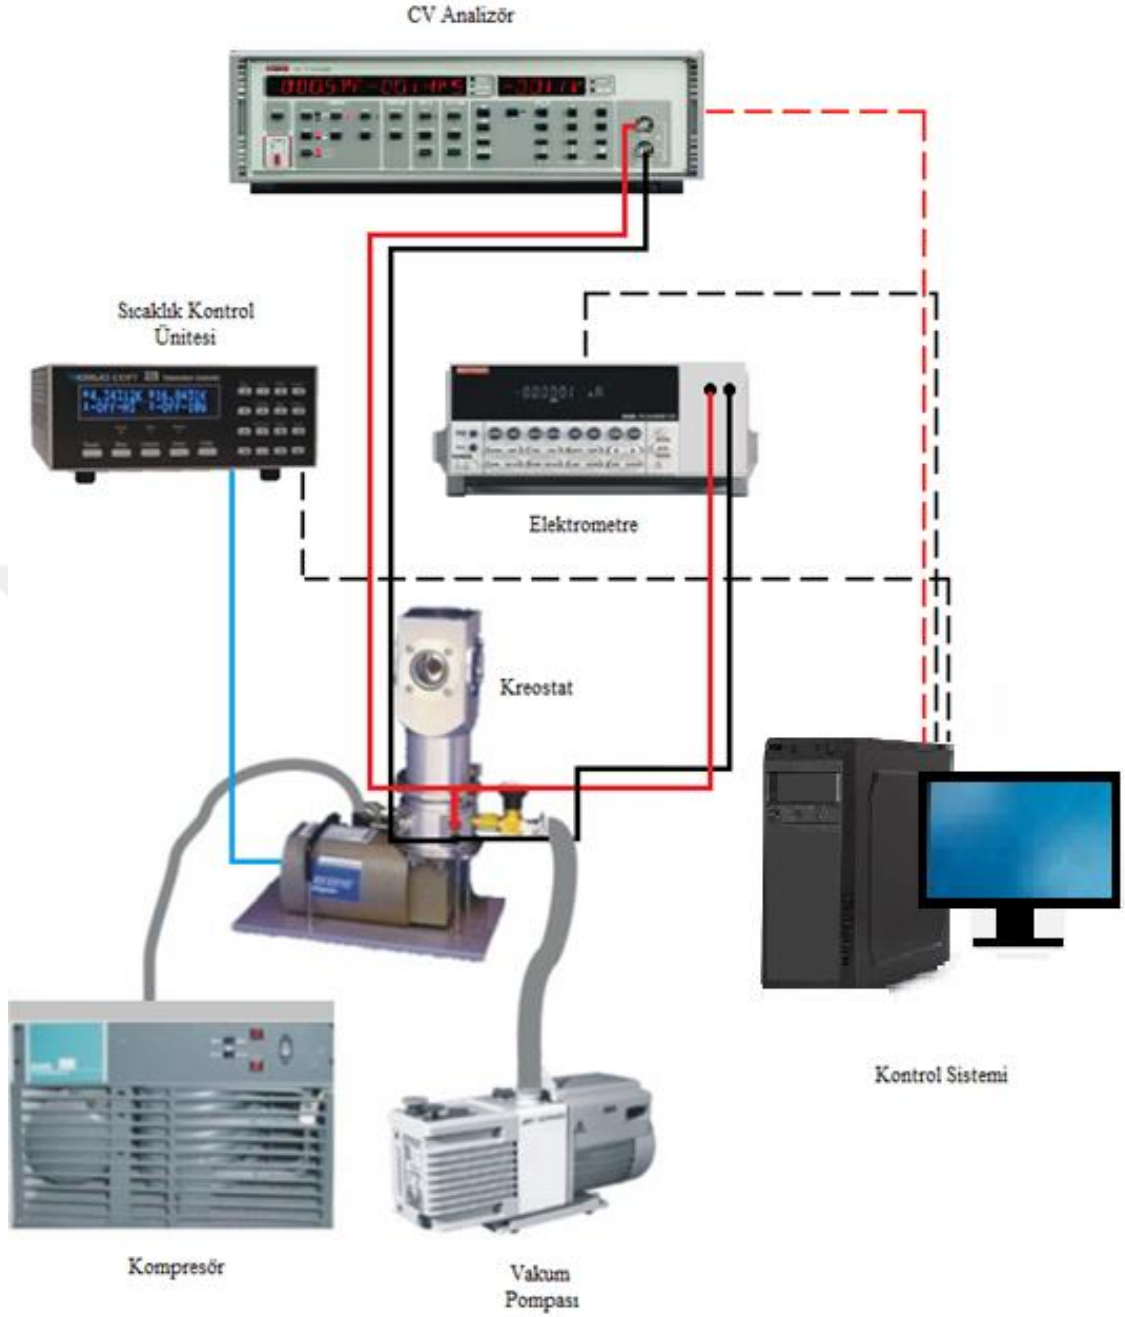 CV Analizör
Sıcaklık Kontrol
Ünitesi
Elektrometre
Kreostat
Kontrol Sistemi
Kompresör
Vakum
Pompası